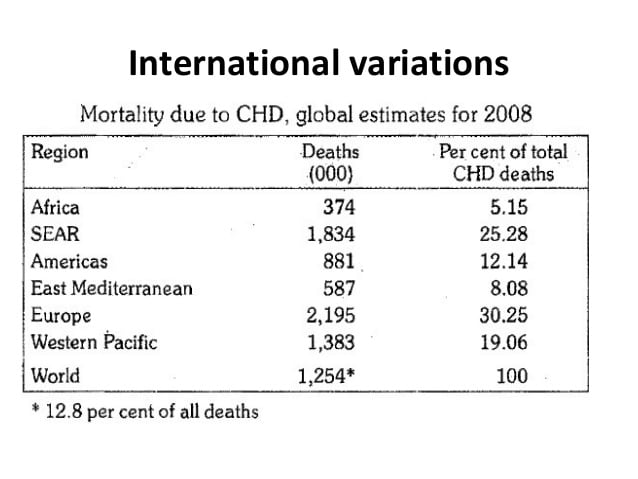 International variations
Mortality due to CHD, global estimates for 2008
Region Deaths (000) Per cent of total CHD deaths
Africa 374 5.15
SEAR 1,834 25.28
Americas 881 12.14
East Mediterranean 587 8.08
Europe 2,195 30.25
Western Pacific 1,383 19.06
World 1,254* 100
* 12.8 per cent of all deaths